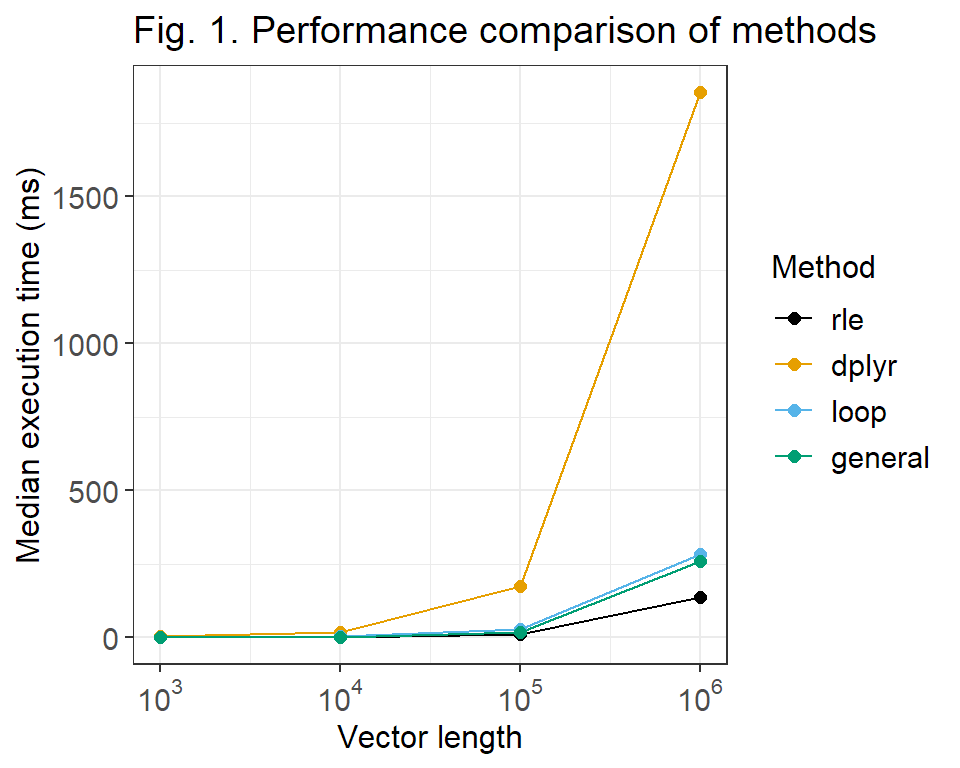 Fig. 1. Performance comparison of methods
Median execution time (ms)
1500
1000
500
0
10³
10⁴
10⁵
10⁶
Vector length
Method
rle
dplyr
loop
general